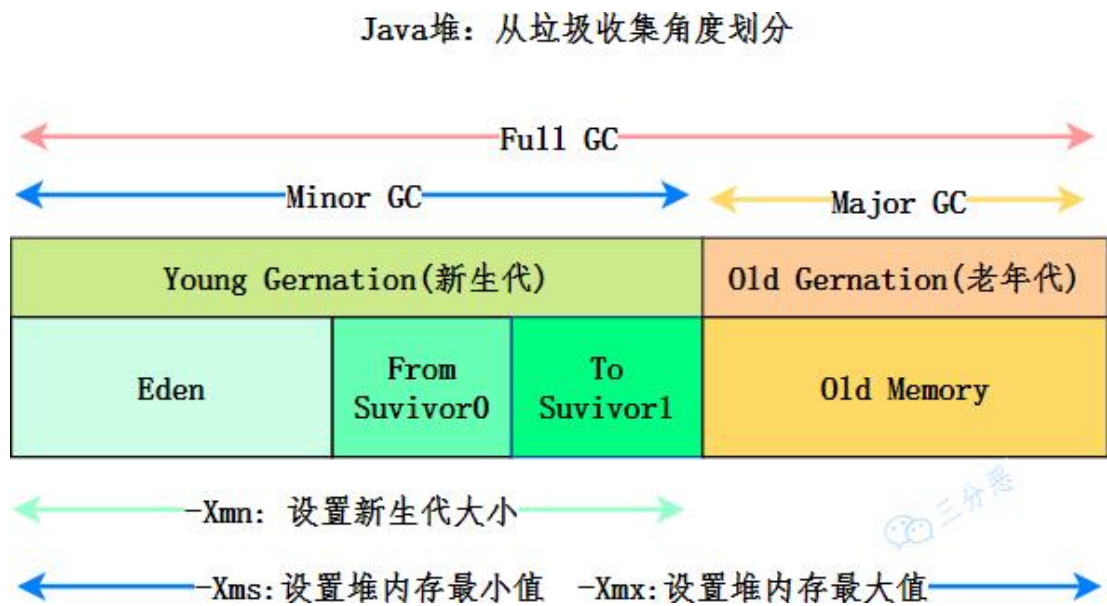 Java堆：从垃圾收集角度划分
Full GC
Minor GC
Major GC
Young Gernation(新生代)
Old Gernation(老年代)
Eden
From
Suvivor0
To
Suvivor1
Old Memory
-Xmn: 设置新生代大小
三分恶
-Xms:设置堆内存最小值 -Xmx:设置堆内存最大值